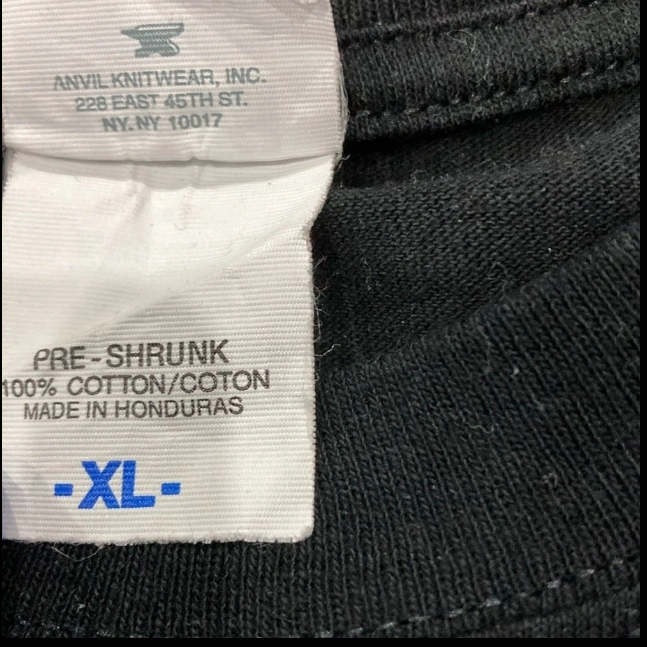 ANVIL KNITWEAR, INC.
228 EAST 45TH ST.
NY. NY 10017
PRE-SHRUNK
100% COTTON/COTON
MADE IN HONDURAS
-XL-